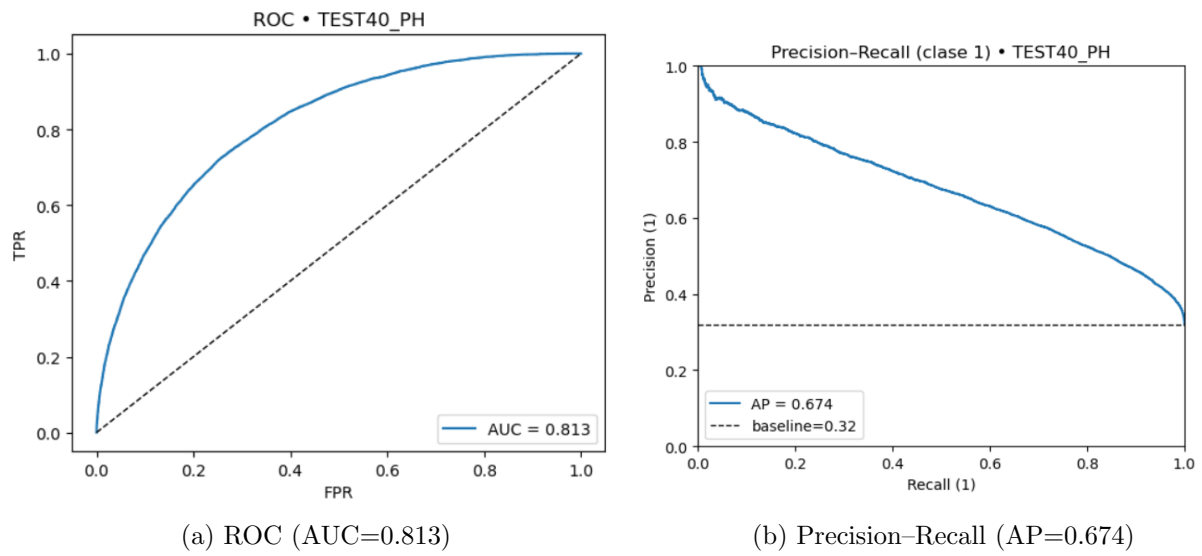 ROC • TEST40_PH
1.0
0.8
0.6
0.4
0.2
0.0
TPR
0.0 0.2 0.4 0.6 0.8 1.0
FPR
AUC = 0.813
(a) ROC (AUC=0.813)
Precision–Recall (clase 1) • TEST40_PH
1.0
0.8
0.6
0.4
0.2
0.0
Precision (1)
AP = 0.674
baseline=0.32
0.0 0.2 0.4 0.6 0.8 1.0
Recall (1)
(b) Precision–Recall (AP=0.674)